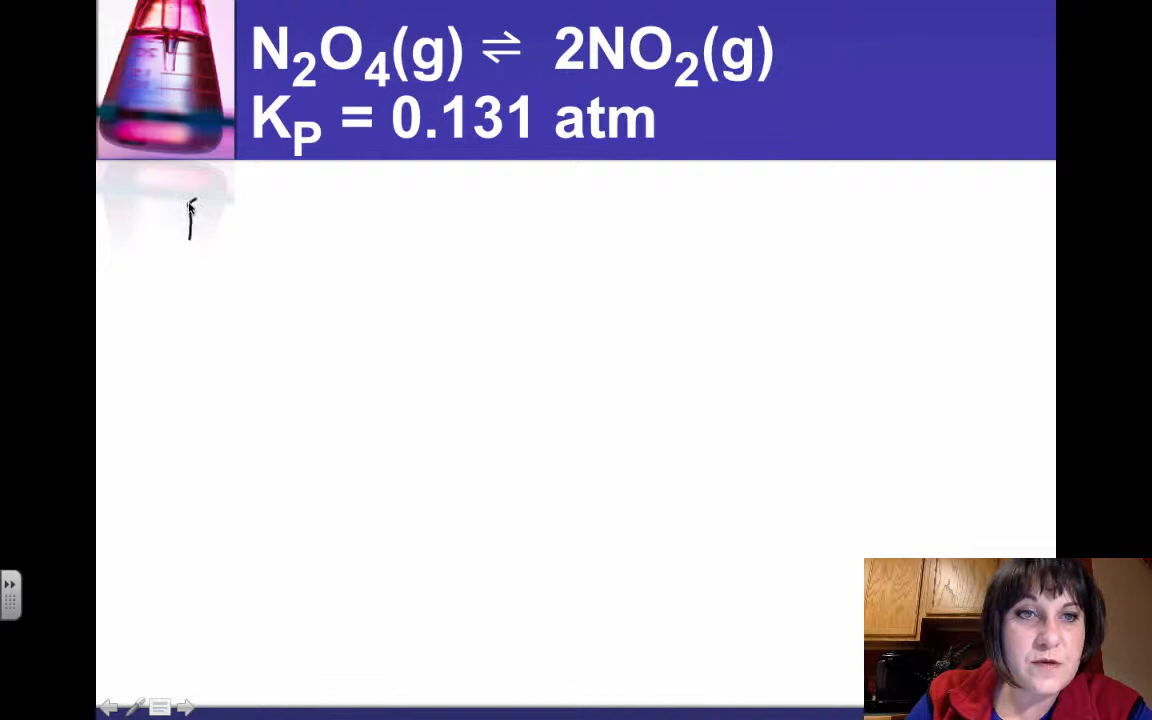 N₂O₄(g) ⇌ 2NO₂(g)
Kₚ = 0.131 atm